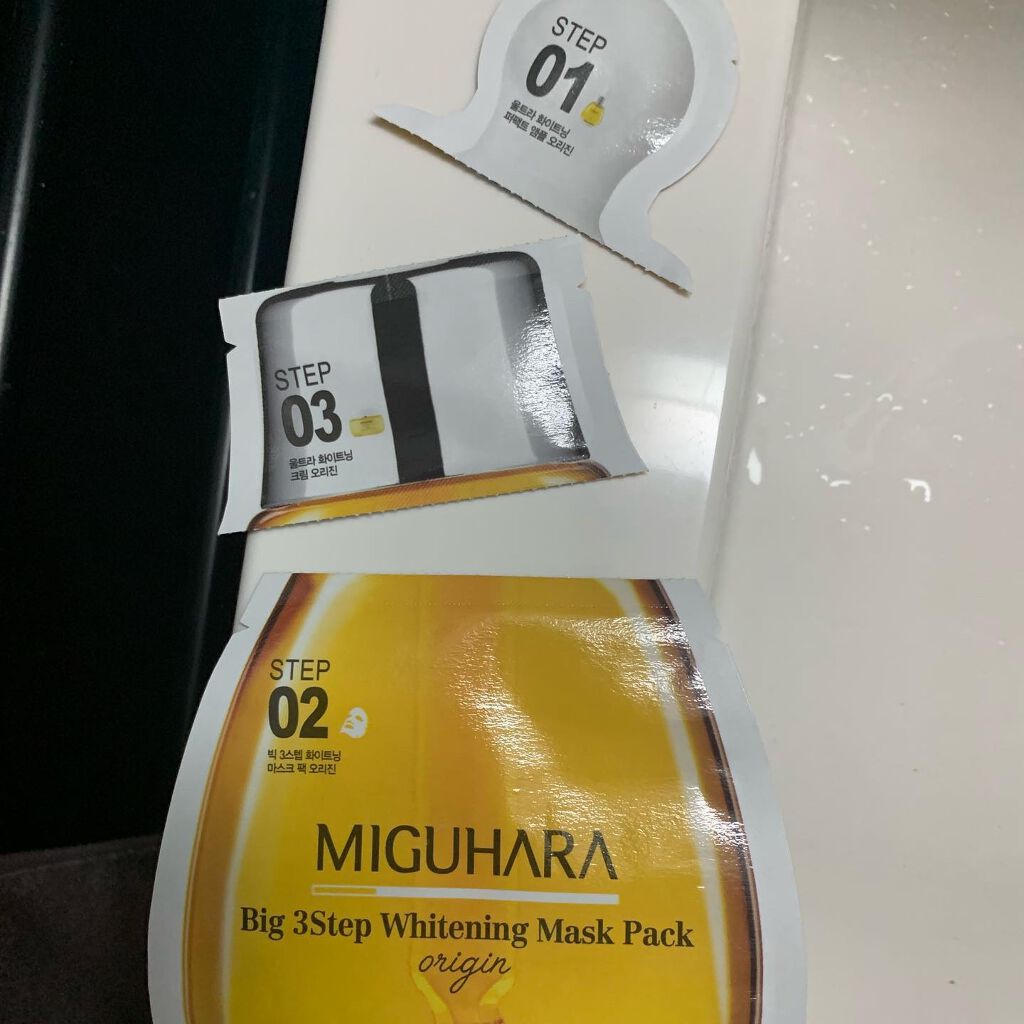 STEP
01
울트라 화이트닝
퍼펙트 앰플 오리진
STEP
03
울트라 화이트닝
크림 오리진
STEP
02
빅 3스텝 화이트닝
마스크 팩 오리진
MIGUHARA
Big 3Step Whitening Mask Pack
origin